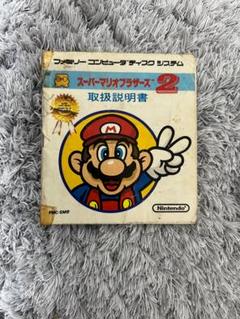 ファミリー コンピュータ ディスク システム
スーパーマリオブラザーズ 2
取扱説明書
Nintendo
FMC-SMB